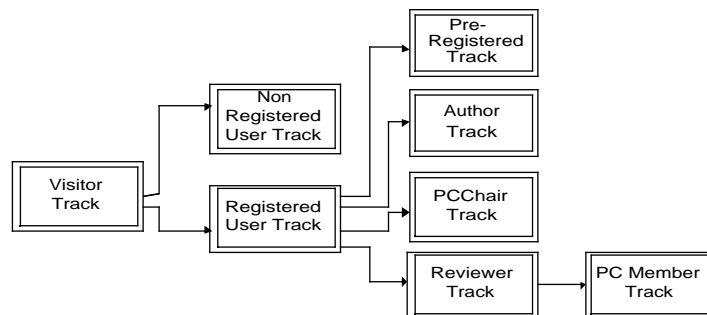 Pre-
Registered
Track
Non
Registered
User Track
Author
Track
Visitor
Track
Registered
User Track
PCChair
Track
Reviewer
Track
PC Member
Track